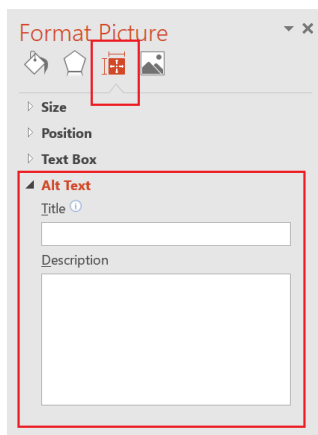 Format Picture
Size
Position
Text Box
Alt Text
Title
Description